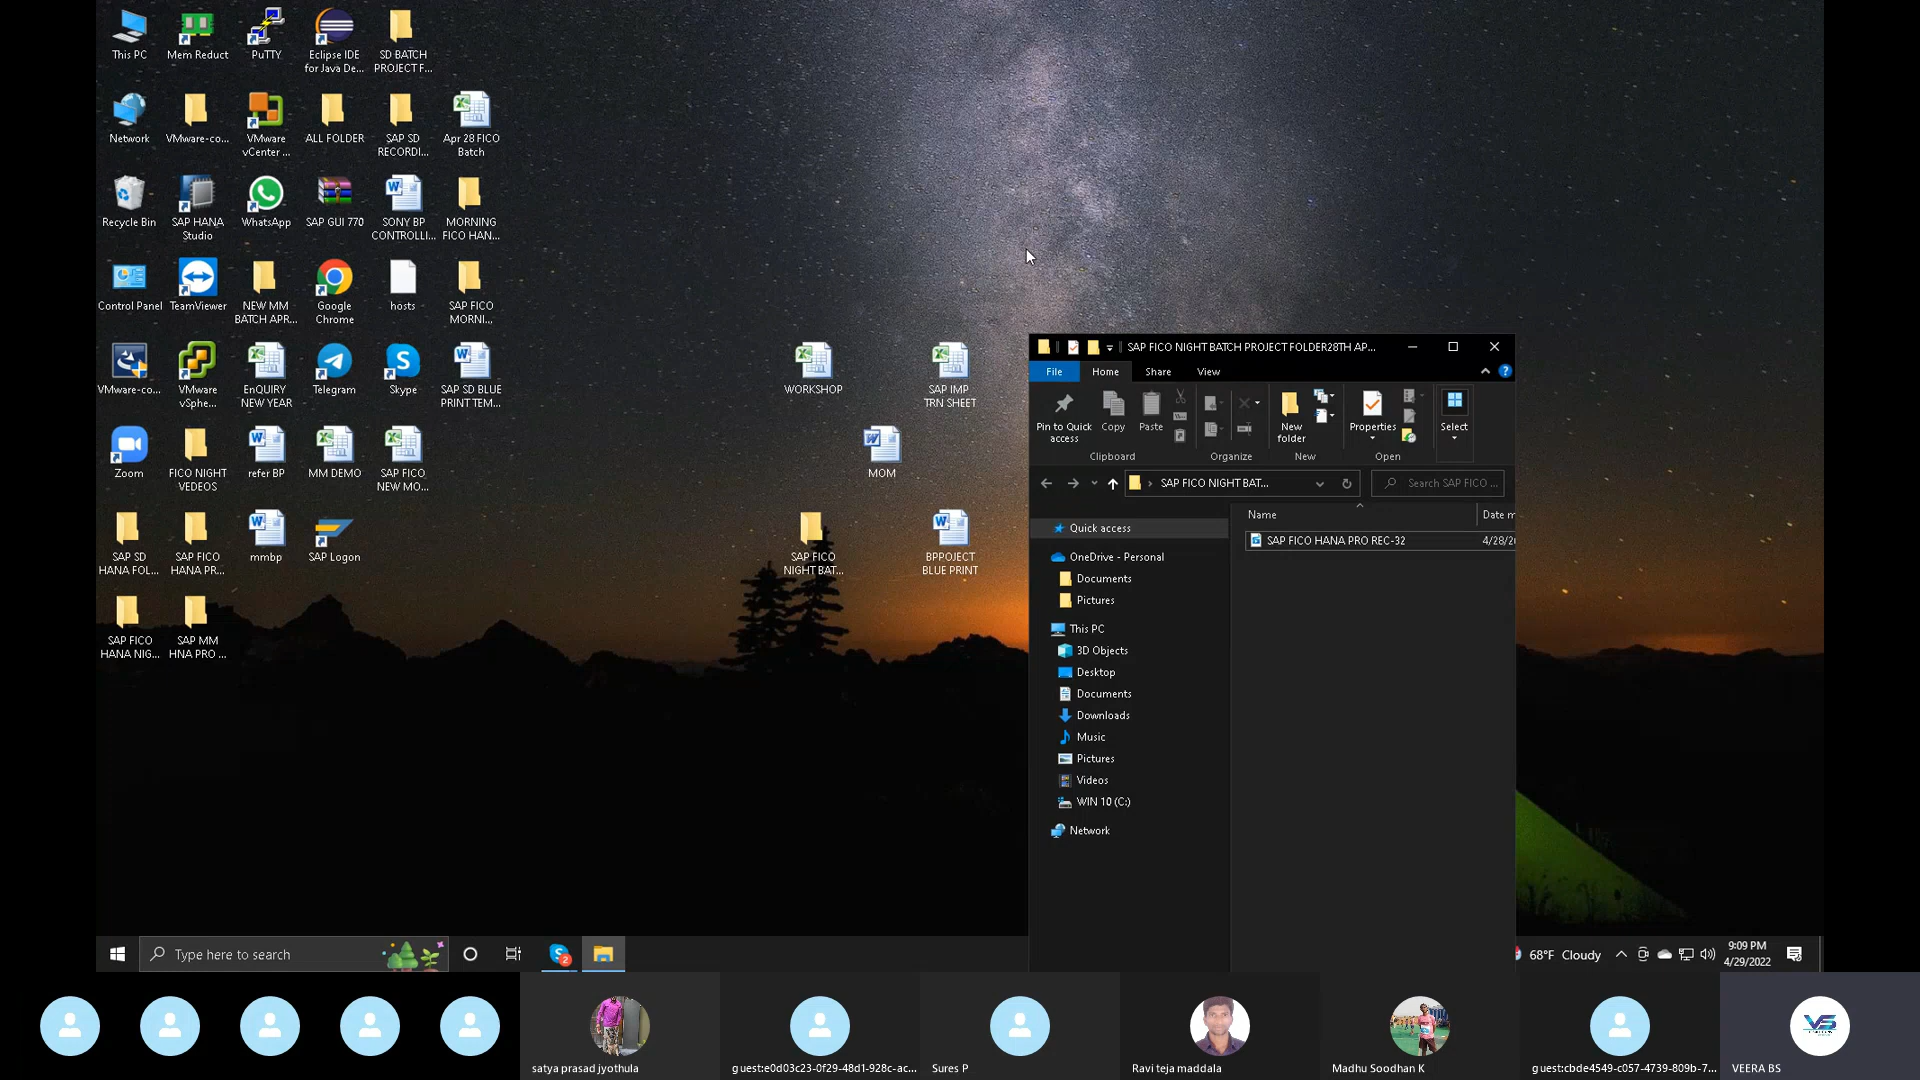 This PC
Mem Reduct
PuTTY
Eclipse IDE
for Java De...
SD BATCH
PROJECT F...
Network
VMware-co...
VMware
vCenter ...
ALL FOLDER
SAP SD
RECORDI...
Apr 28 FICO
Batch
Recycle Bin
SAP HANA
Studio
WhatsApp
SAP GUI 770
SONY BP
CONTROLLI...
MORNING
FICO HAN...
Control Panel
TeamViewer
NEW MM
BATCH APR...
Google
Chrome
hosts
SAP FICO
MORNI...
VMware-co...
VMware
vSphe...
EnQUIRY
NEW YEAR
Telegram
Skype
SAP SD BLUE
PRINT TEM...
WORKSHOP
SAP IMP
TRN SHEET
Zoom
FICO NIGHT
VEDEOS
refer BP
MM DEMO
SAP FICO
NEW MO...
MOM
SAP SD
HANA FOL...
SAP FICO
HANA PR...
mmbp
SAP Logon
SAP FICO
NIGHT BAT...
BPPOJECT
BLUE PRINT
SAP FICO
HANA NIG...
SAP MM
HNA PRO ...
SAP FICO NIGHT BATCH PROJECT FOLDER28TH AP...
File
Home
Share
View
Pin to Quick
access
Copy
Paste
New
folder
Properties
Select
Clipboard
Organize
New
Open
SAP FICO NIGHT BAT...
Search SAP FICO ...
Name
Date m
SAP FICO HANA PRO REC-32
4/28/20
Quick access
OneDrive - Personal
Documents
Pictures
This PC
3D Objects
Desktop
Documents
Downloads
Music
Pictures
Videos
WIN 10 (C:)
Network
Type here to search
2
68°F Cloudy
9:09 PM
4/29/2022
satya prasad jyothula
guest:e0d03c23-0f29-48d1-928c-ac...
Sures P
Ravi teja maddala
Madhu Soodhan K
guest:cbde4549-c057-4739-809b-7...
VS
VEERA BS